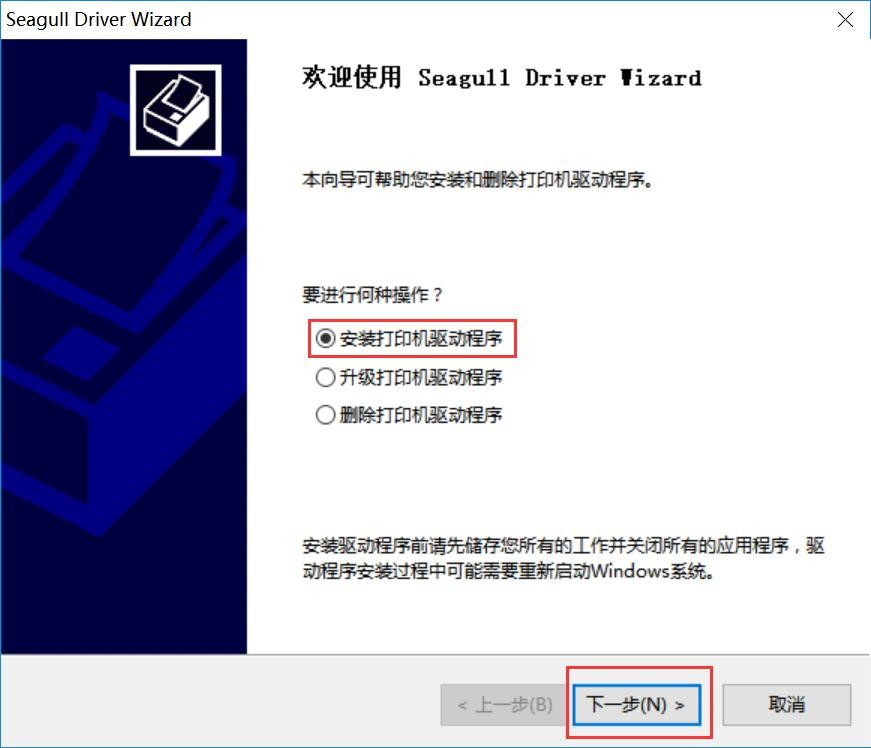 Seagull Driver Wizard
欢迎使用 Seagull Driver Wizard
本向导可帮助您安装和删除打印机驱动程序。
要进行何种操作？
安装打印机驱动程序
升级打印机驱动程序
删除打印机驱动程序
安装驱动程序前请先储存您所有的工作并关闭所有的应用程序，驱
动程序安装过程中可能需要重新启动Windows系统。
< 上一步(B) 下一步(N) > 取消